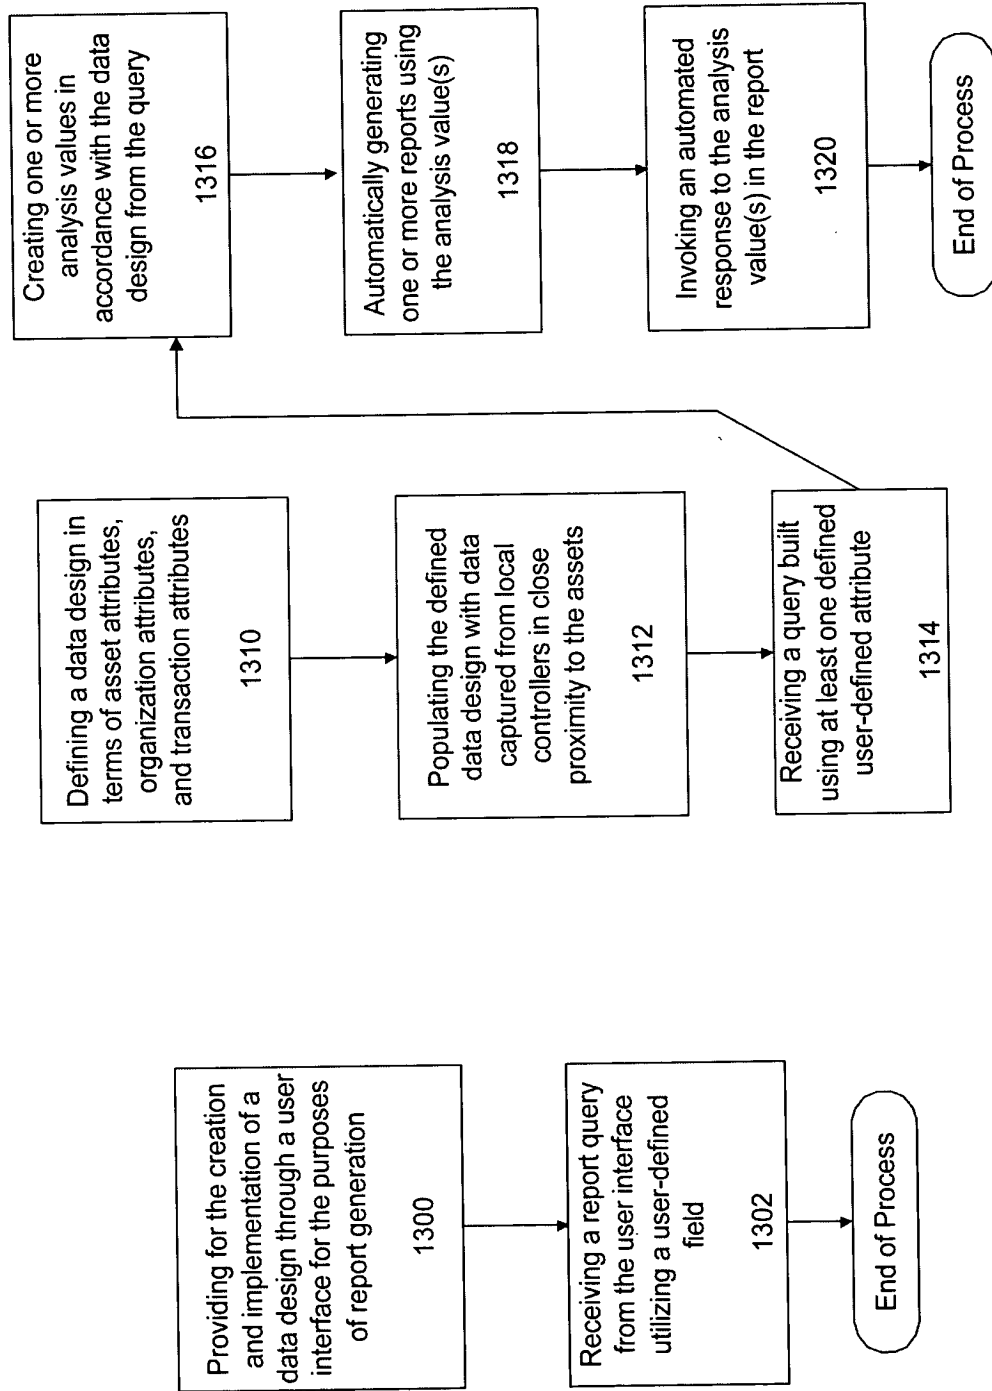 Providing for the creation
and implementation of a
data design through a user
interface for the purposes
of report generation
1300
Receiving a report query
from the user interface
utilizing a user-defined
field
1302
End of Process
Defining a data design in
terms of asset attributes,
organization attributes,
and transaction attributes
1310
Populating the defined
data design with data
captured from local
controllers in close
proximity to the assets
1312
Receiving a query built
using at least one defined
user-defined attribute
1314
Creating one or more
analysis values in
accordance with the data
design from the query
1316
Automatically generating
one or more reports using
the analysis value(s)
1318
Invoking an automated
response to the analysis
value(s) in the report
1320
End of Process